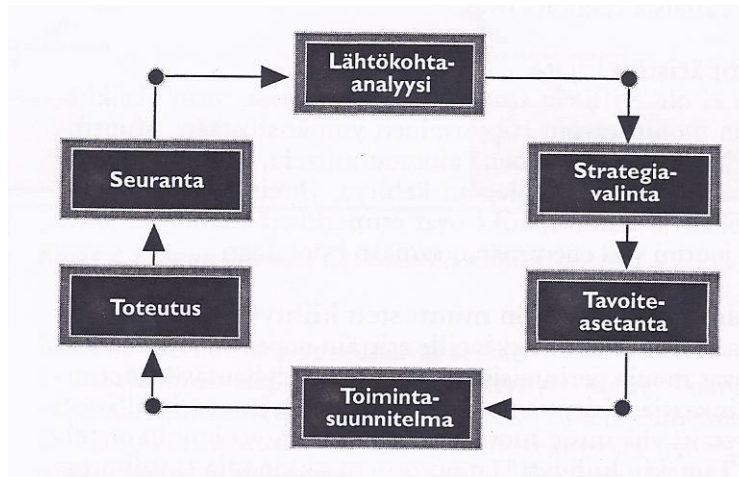 Lähtökohta-
analyysi
Strategia-
valinta
Tavoite-
asetanta
Toiminta-
suunnitelma
Toteutus
Seuranta